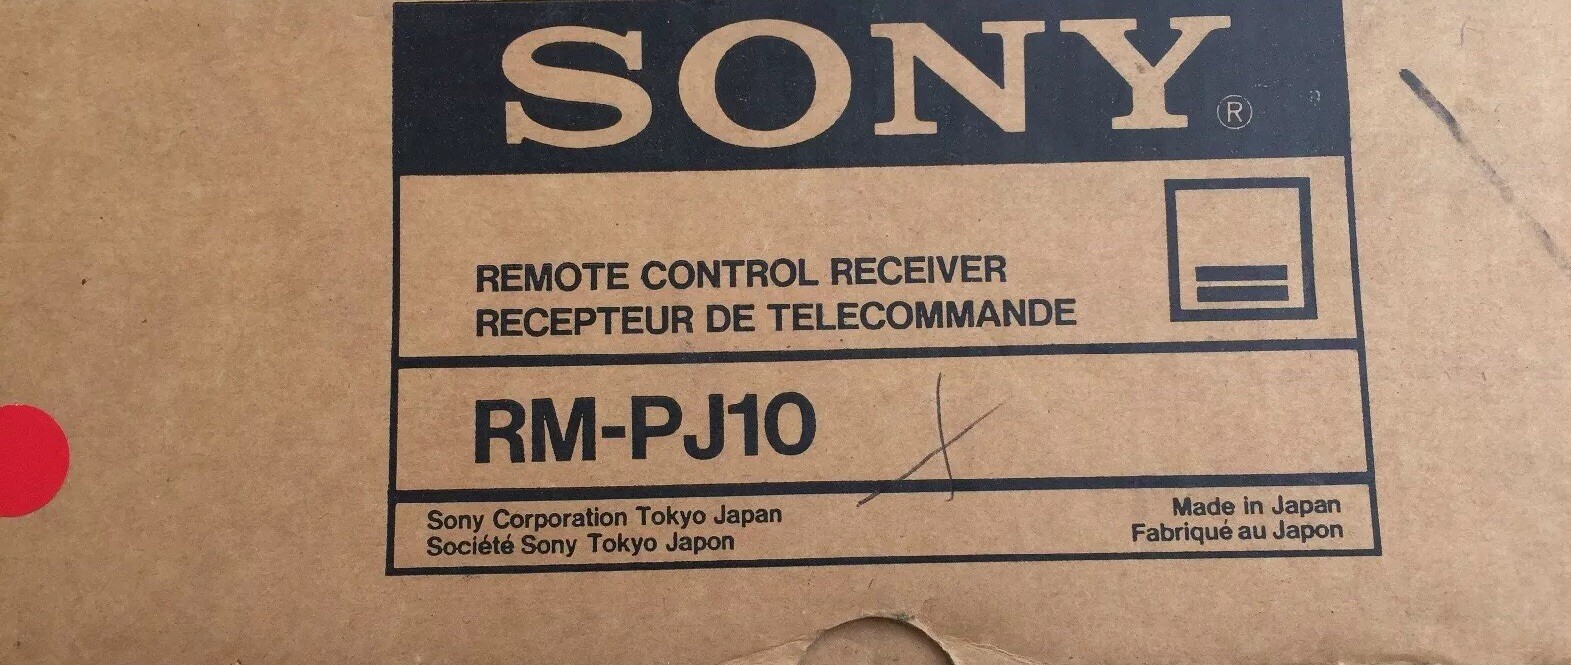 SONY®
REMOTE CONTROL RECEIVER
RECEPTEUR DE TELECOMMANDE
RM-PJ10
Sony Corporation Tokyo Japan
Société Sony Tokyo Japon
Made in Japan
Fabriqué au Japon